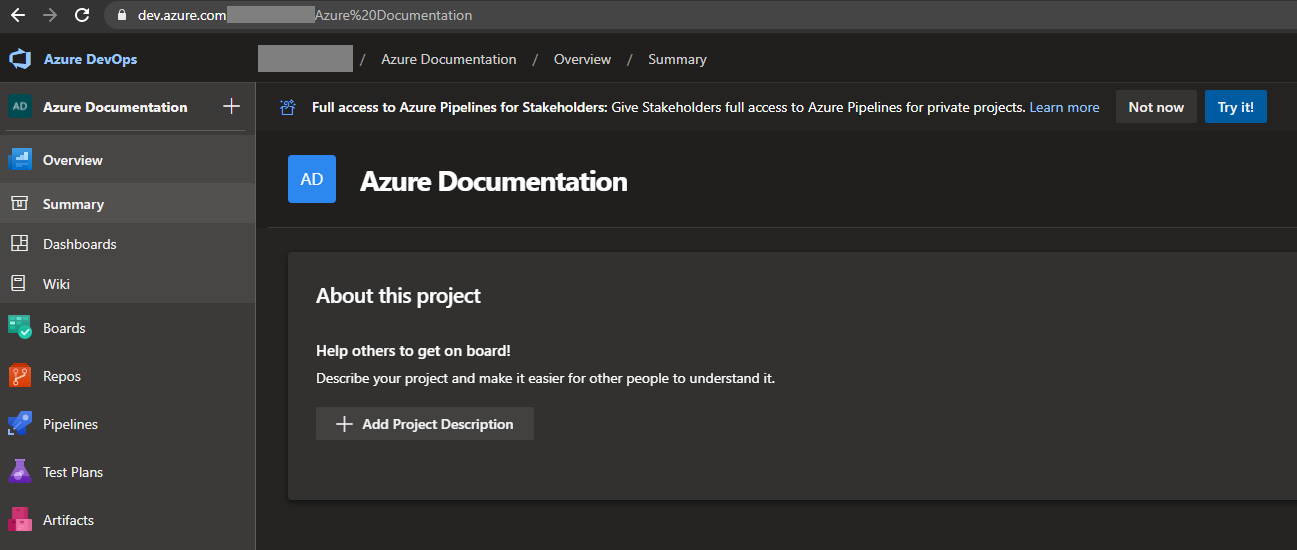 dev.azure.com Azure%20Documentation
Azure DevOps / Azure Documentation / Overview / Summary
AD Azure Documentation
Full access to Azure Pipelines for Stakeholders: Give Stakeholders full access to Azure Pipelines for private projects. Learn more Not now Try it!
Overview
Summary
Dashboards
Wiki
Boards
Repos
Pipelines
Test Plans
Artifacts
AD Azure Documentation
About this project
Help others to get on board!
Describe your project and make it easier for other people to understand it.
+ Add Project Description